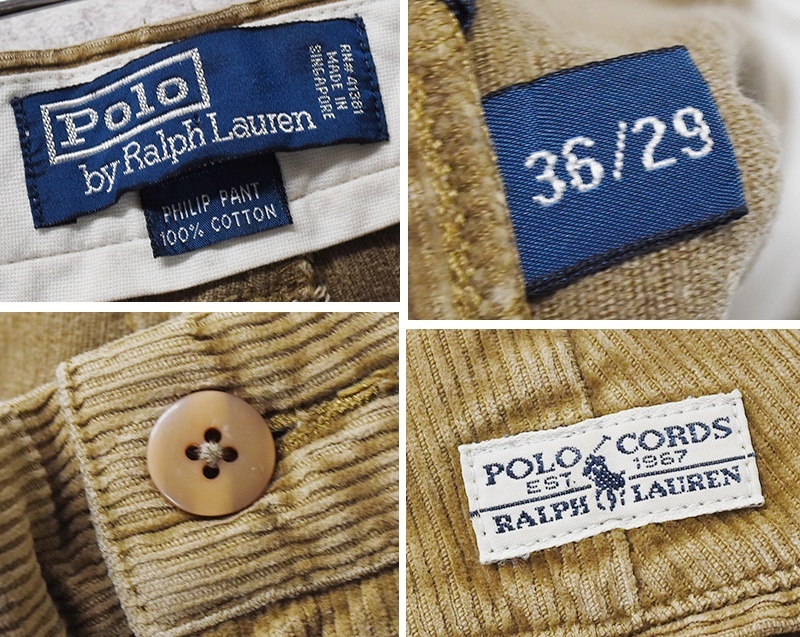 Polo
by Ralph Lauren
RN# 41381
MADE IN
SINGAPORE
PHILIP PANT
100% COTTON
36/29
POLO CORDS
EST. 1967
RALPH LAUREN